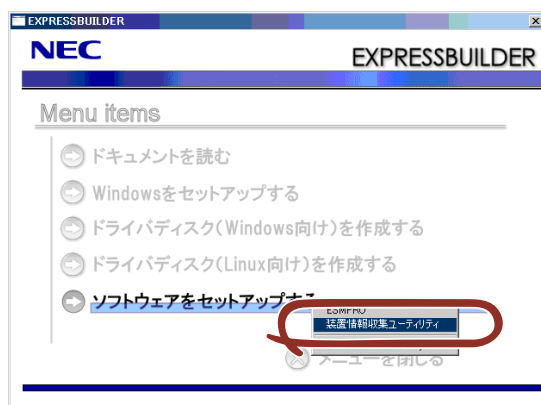 EXPRESSBUILDER
NEC
EXPRESSBUILDER
Menu items
ドキュメントを読む
Windowsをセットアップする
ドライバディスク(Windows向け)を作成する
ドライバディスク(Linux向け)を作成する
ソフトウェアをセットアップする
ESMPRO
装置情報収集ユーティリティ
メニューを閉じる